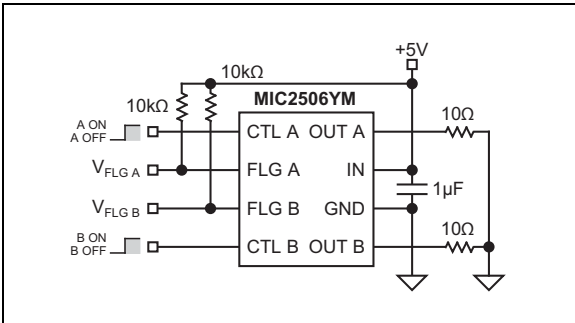 +5V
10kΩ
MIC2506YM
10kΩ
10Ω
A ON
A OFF
CTL A OUT A
VFLG A
FLG A IN
1µF
VFLG B
FLG B GND
10Ω
B ON
B OFF
CTL B OUT B